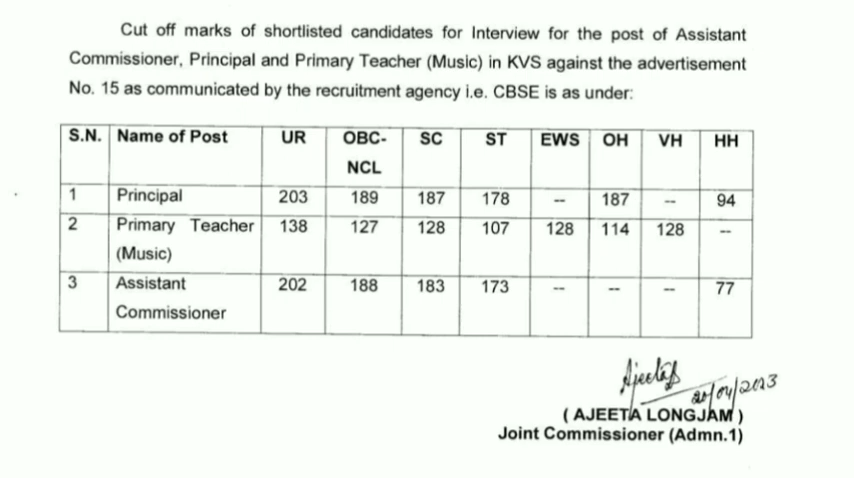 Cut off marks of shortlisted candidates for Interview for the post of Assistant
Commissioner, Principal and Primary Teacher (Music) in KVS against the advertisement
No. 15 as communicated by the recruitment agency i.e. CBSE is as under:
S.N. Name of Post UR OBC-NCL SC ST EWS OH VH HH
1 Principal 203 189 187 178 -- 187 -- 94
2 Primary Teacher (Music) 138 127 128 107 128 114 128 --
3 Assistant Commissioner 202 188 183 173 -- -- -- 77
Ajeeta
20/04/2023
( AJEETA LONGJAM )
Joint Commissioner (Admn.1)